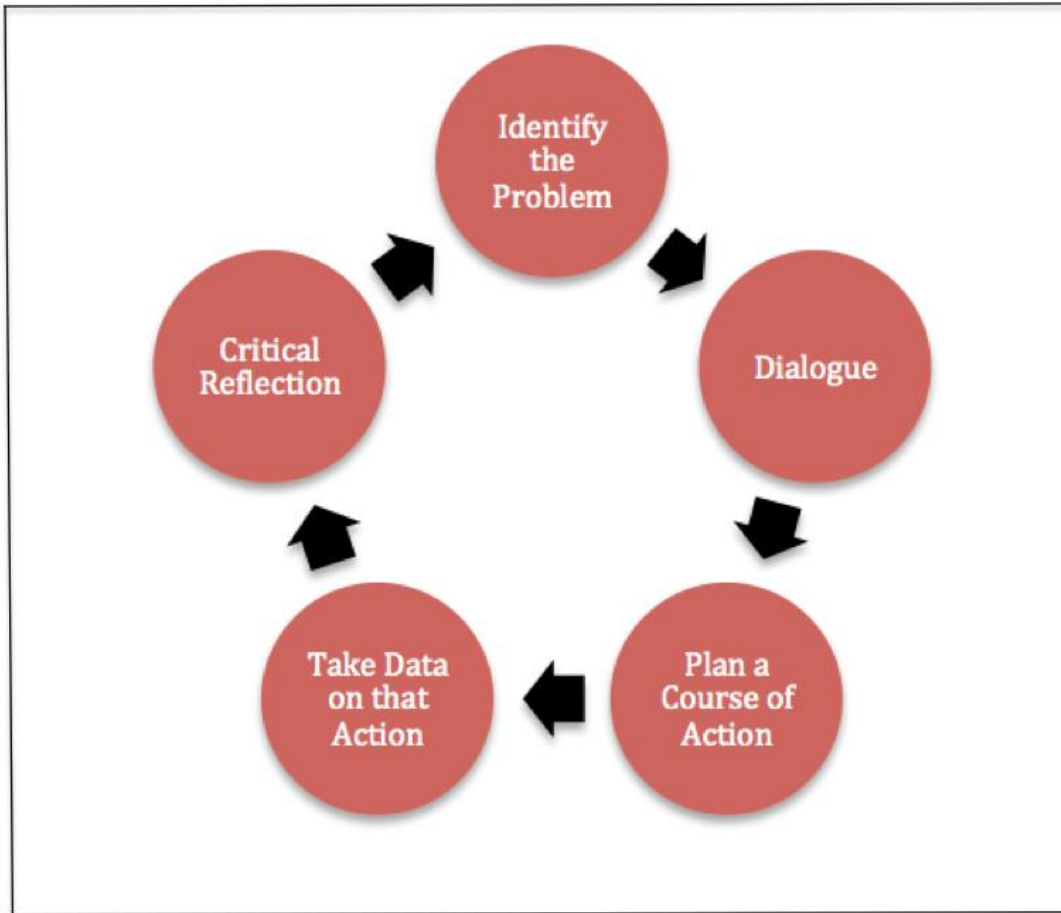 Identify
the
Problem
Dialogue
Plan a
Course of
Action
Take Data
on that
Action
Critical
Reflection